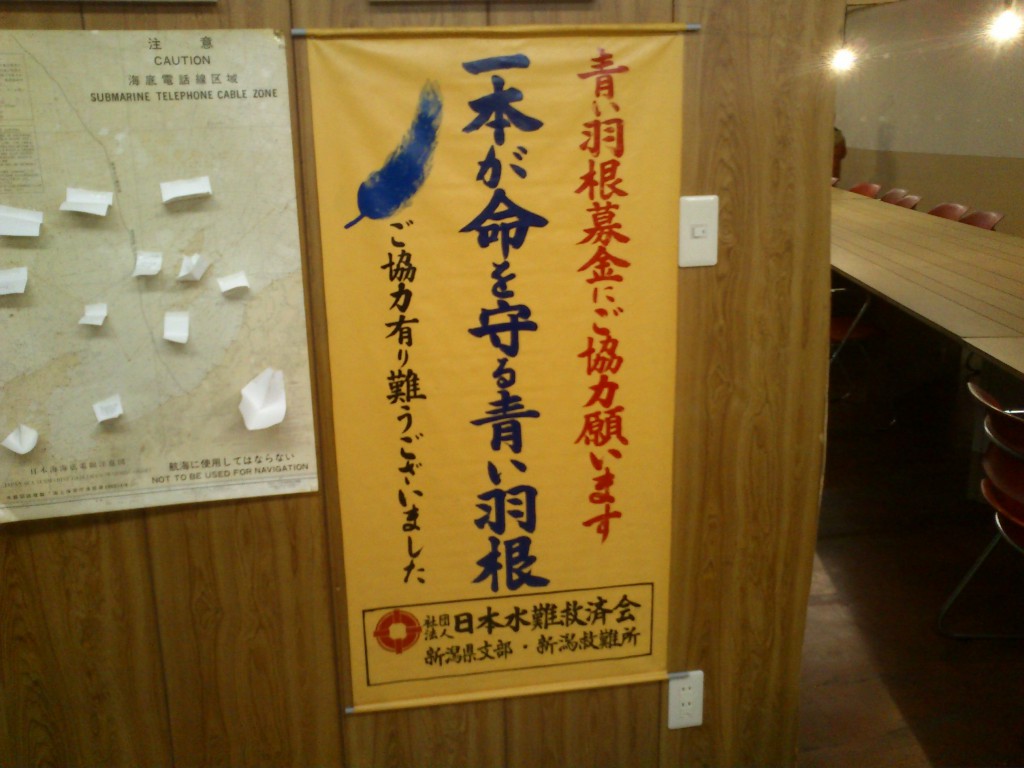 注意
CAUTION
海底電話線区域
SUBMARINE TELEPHONE CABLE ZONE
航海に使用してはならない
NOT TO BE USED FOR NAVIGATION
青い羽根募金にご協力願います
一本が命を守る青い羽根
ご協力有り難うございました
社団法人 日本水難救済会
新潟県支部・新潟救難所